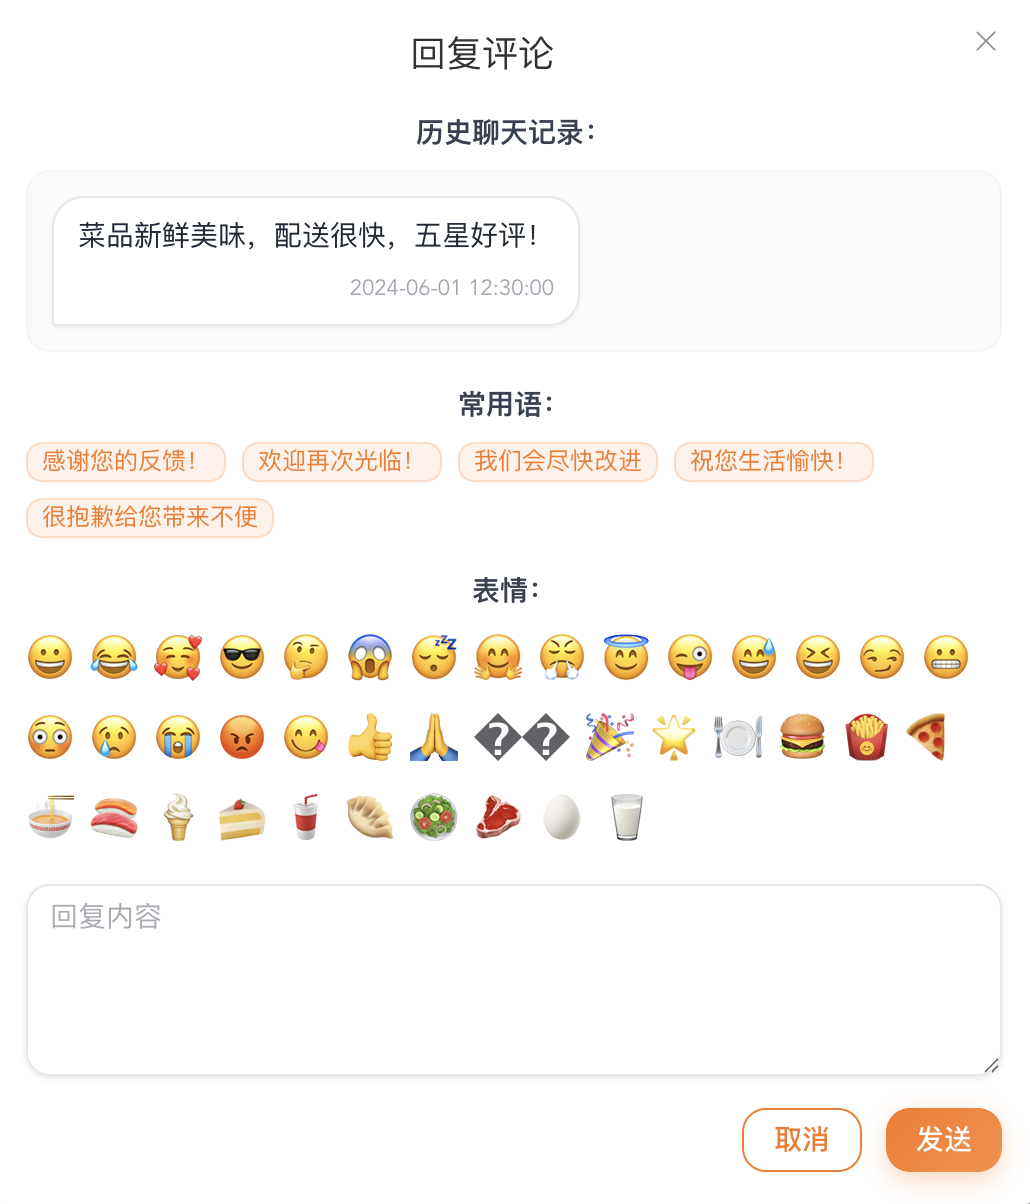 回复评论
历史聊天记录：
菜品新鲜美味，配送很快，五星好评！
2024-06-01 12:30:00
常用语：
感谢您的反馈！ 欢迎再次光临！ 我们会尽快改进 祝您生活愉快！
很抱歉给您带来不便
表情：
😀 😂 🥰 😎 🤔 😱 😴 🤗 😤 😇 😜 😅 😆 😏 😬
😳 😢 😭 😡 😋 👍 🙏 �� 🎉 🌟 🍽️ 🍔 🍟 🍕
🍜 🍣 🍦 🍰 🥤 🥟 🥗 🥩 🥚 🥛
回复内容
取消 发送